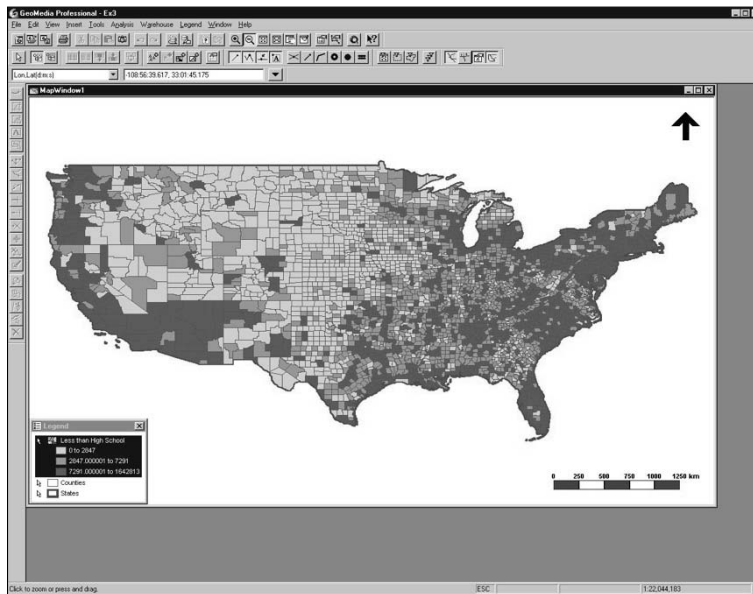 GeoMedia Professional - Ex3
File Edit View Insert Tools Analysis Warehouse Legend Window Help
Lon,Lat(d:m:s) -108:56:39.617, 33:01:45.175
MapWindow1
Legend
Less than High School
0 to 2847
2847.000001 to 7291
7291.000001 to 1642813
Counties
States
0 250 500 750 1000 1250 km
Click to zoom or press and drag. ESC 1:22,044,183